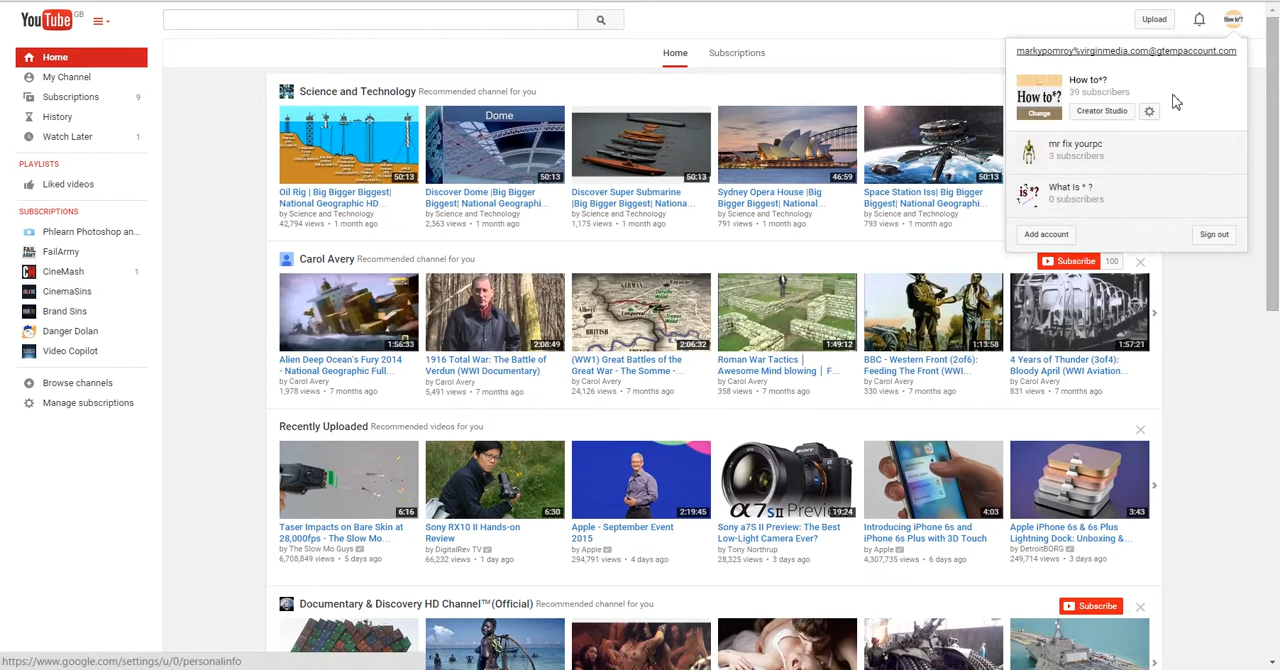 YouTube GB
Upload
How to*?
Home
Subscriptions
markypomroy%virginmedia.com@gtempaccount.com
How to*?
How to*?
39 subscribers
Change
Creator Studio
mr fix yourpc
3 subscribers
is*?
What Is * ?
0 subscribers
Add account
Sign out
Home
My Channel
Subscriptions 9
History
Watch Later 1
PLAYLISTS
Liked videos
SUBSCRIPTIONS
Phlearn Photoshop an...
FailArmy
CineMash 1
CinemaSins
Brand Sins
Danger Dolan
Video Copilot
Browse channels
Manage subscriptions
Science and Technology Recommended channel for you
Dome
50:13 50:13 50:13 46:59 50:13
Oil Rig | Big Bigger Biggest|
National Geographic HD...
by Science and Technology
42,794 views • 1 month ago
Discover Dome |Big Bigger
Biggest| National Geographi...
by Science and Technology
2,363 views • 1 month ago
Discover Super Submarine
|Big Bigger Biggest| Nationa...
by Science and Technology
1,175 views • 1 month ago
Sydney Opera House |Big
Bigger Biggest| National...
by Science and Technology
791 views • 1 month ago
Space Station Iss| Big Bigger
Biggest| National Geographi...
by Science and Technology
794 views • 1 month ago
Carol Avery Recommended channel for you
Subscribe 100
1:56:33 2:08:49 2:06:32 1:49:12 1:13:58 1:57:21
Alien Deep Ocean's Fury 2014
- National Geographic Full...
by Carol Avery
1,978 views • 7 months ago
1916 Total War: The Battle of
Verdun (WWI Documentary)
by Carol Avery
5,491 views • 7 months ago
(WW1) Great Battles of the
Great War - The Somme -...
by Carol Avery
24,126 views • 7 months ago
Roman War Tactics |
Awesome Mind blowing | F...
by Carol Avery
358 views • 7 months ago
BBC - Western Front (2of6):
Feeding The Front (WWI...
by Carol Avery
330 views • 7 months ago
4 Years of Thunder (3of4):
Bloody April (WWI Aviation...
by Carol Avery
831 views • 7 months ago
Recently Uploaded Recommended videos for you
SONY
α7SII Preview
6:16 6:30 2:19:45 19:24 4:03 3:43
Taser Impacts on Bare Skin at
28,000fps - The Slow Mo...
by The Slow Mo Guys
6,708,849 views • 5 days ago
Sony RX10 II Hands-on
Review
by DigitalRev TV
66,232 views • 1 day ago
Apple - September Event
2015
by Apple
294,791 views • 4 days ago
Sony a7S II Preview: The Best
Low-Light Camera Ever?
by Tony Northrup
28,325 views • 3 days ago
Introducing iPhone 6s and
iPhone 6s Plus with 3D Touch
by Apple
4,307,735 views • 6 days ago
Apple iPhone 6s & 6s Plus
Lightning Dock: Unboxing &...
by DetroitBORG
249,714 views • 3 days ago
Documentary & Discovery HD Channel™(Official) Recommended channel for you
Subscribe
https://www.google.com/settings/u/0/personalinfo